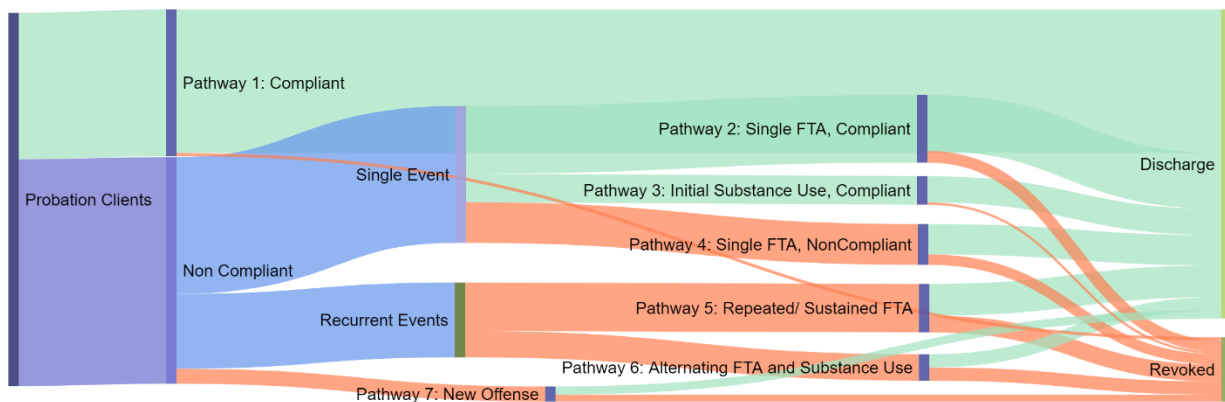 Pathway 1: Compliant
Pathway 2: Single FTA, Compliant
Discharge
Single Event
Pathway 3: Initial Substance Use, Compliant
Probation Clients
Pathway 4: Single FTA, NonCompliant
Non Compliant
Pathway 5: Repeated/ Sustained FTA
Recurrent Events
Pathway 6: Alternating FTA and Substance Use
Revoked
Pathway 7: New Offense